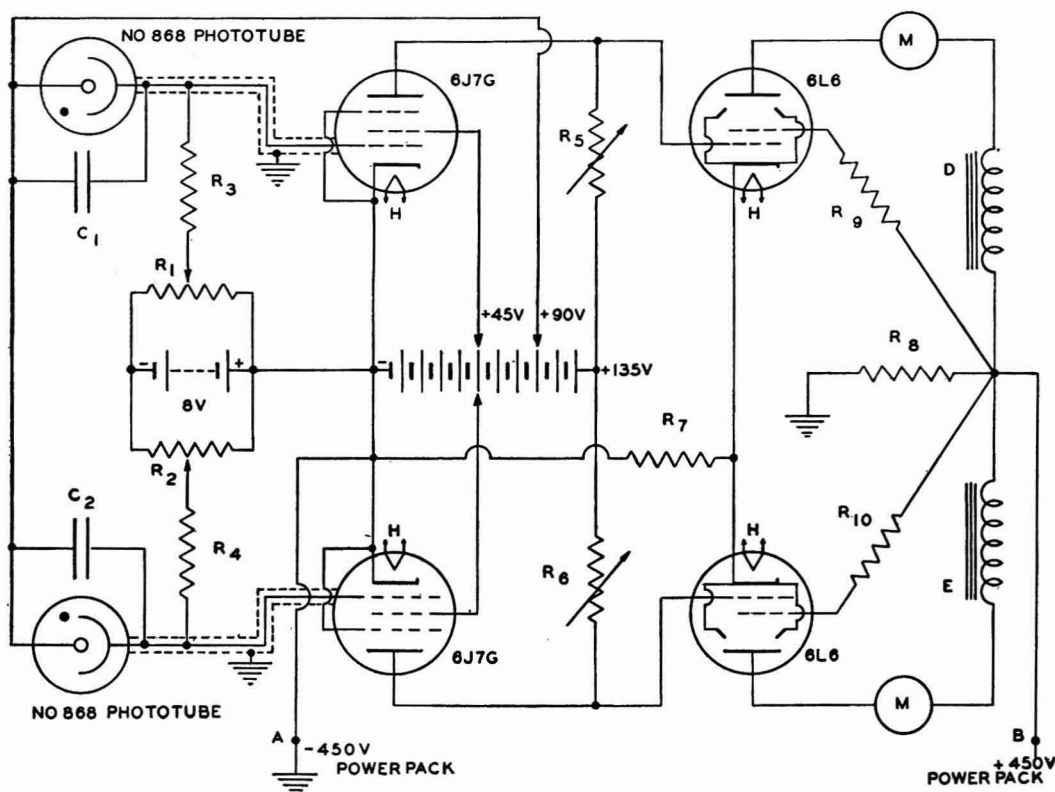 NO 868 PHOTOTUBE
6J7G
6L6
M
R5
D
R3
H
H
R9
C1
R1
+45V
+90V
R8
- +
-
+135V
8V
R7
R2
C2
H
H
R10
R4
R6
E
6J7G
6L6
NO 868 PHOTOTUBE
M
A
-450V
POWER PACK
B
+450V
POWER PACK